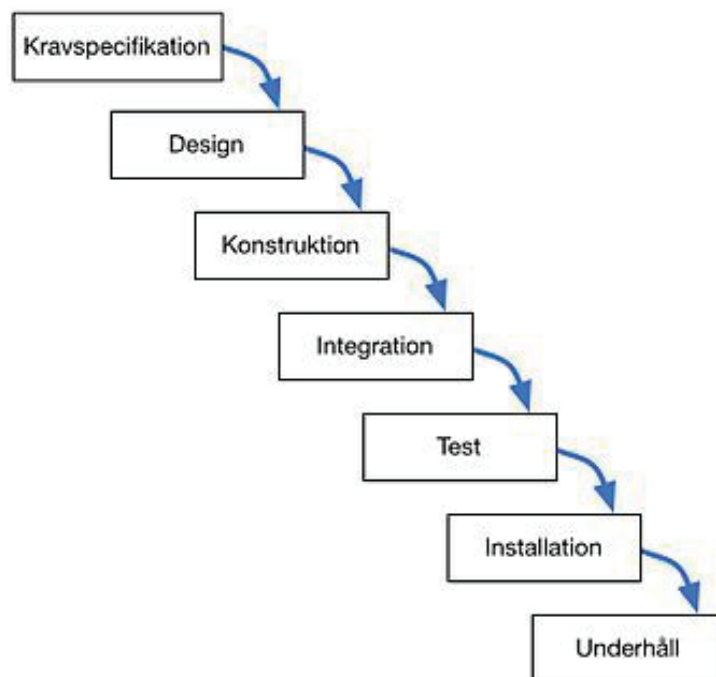 Kravspecifikation
Design
Konstruktion
Integration
Test
Installation
Underhåll